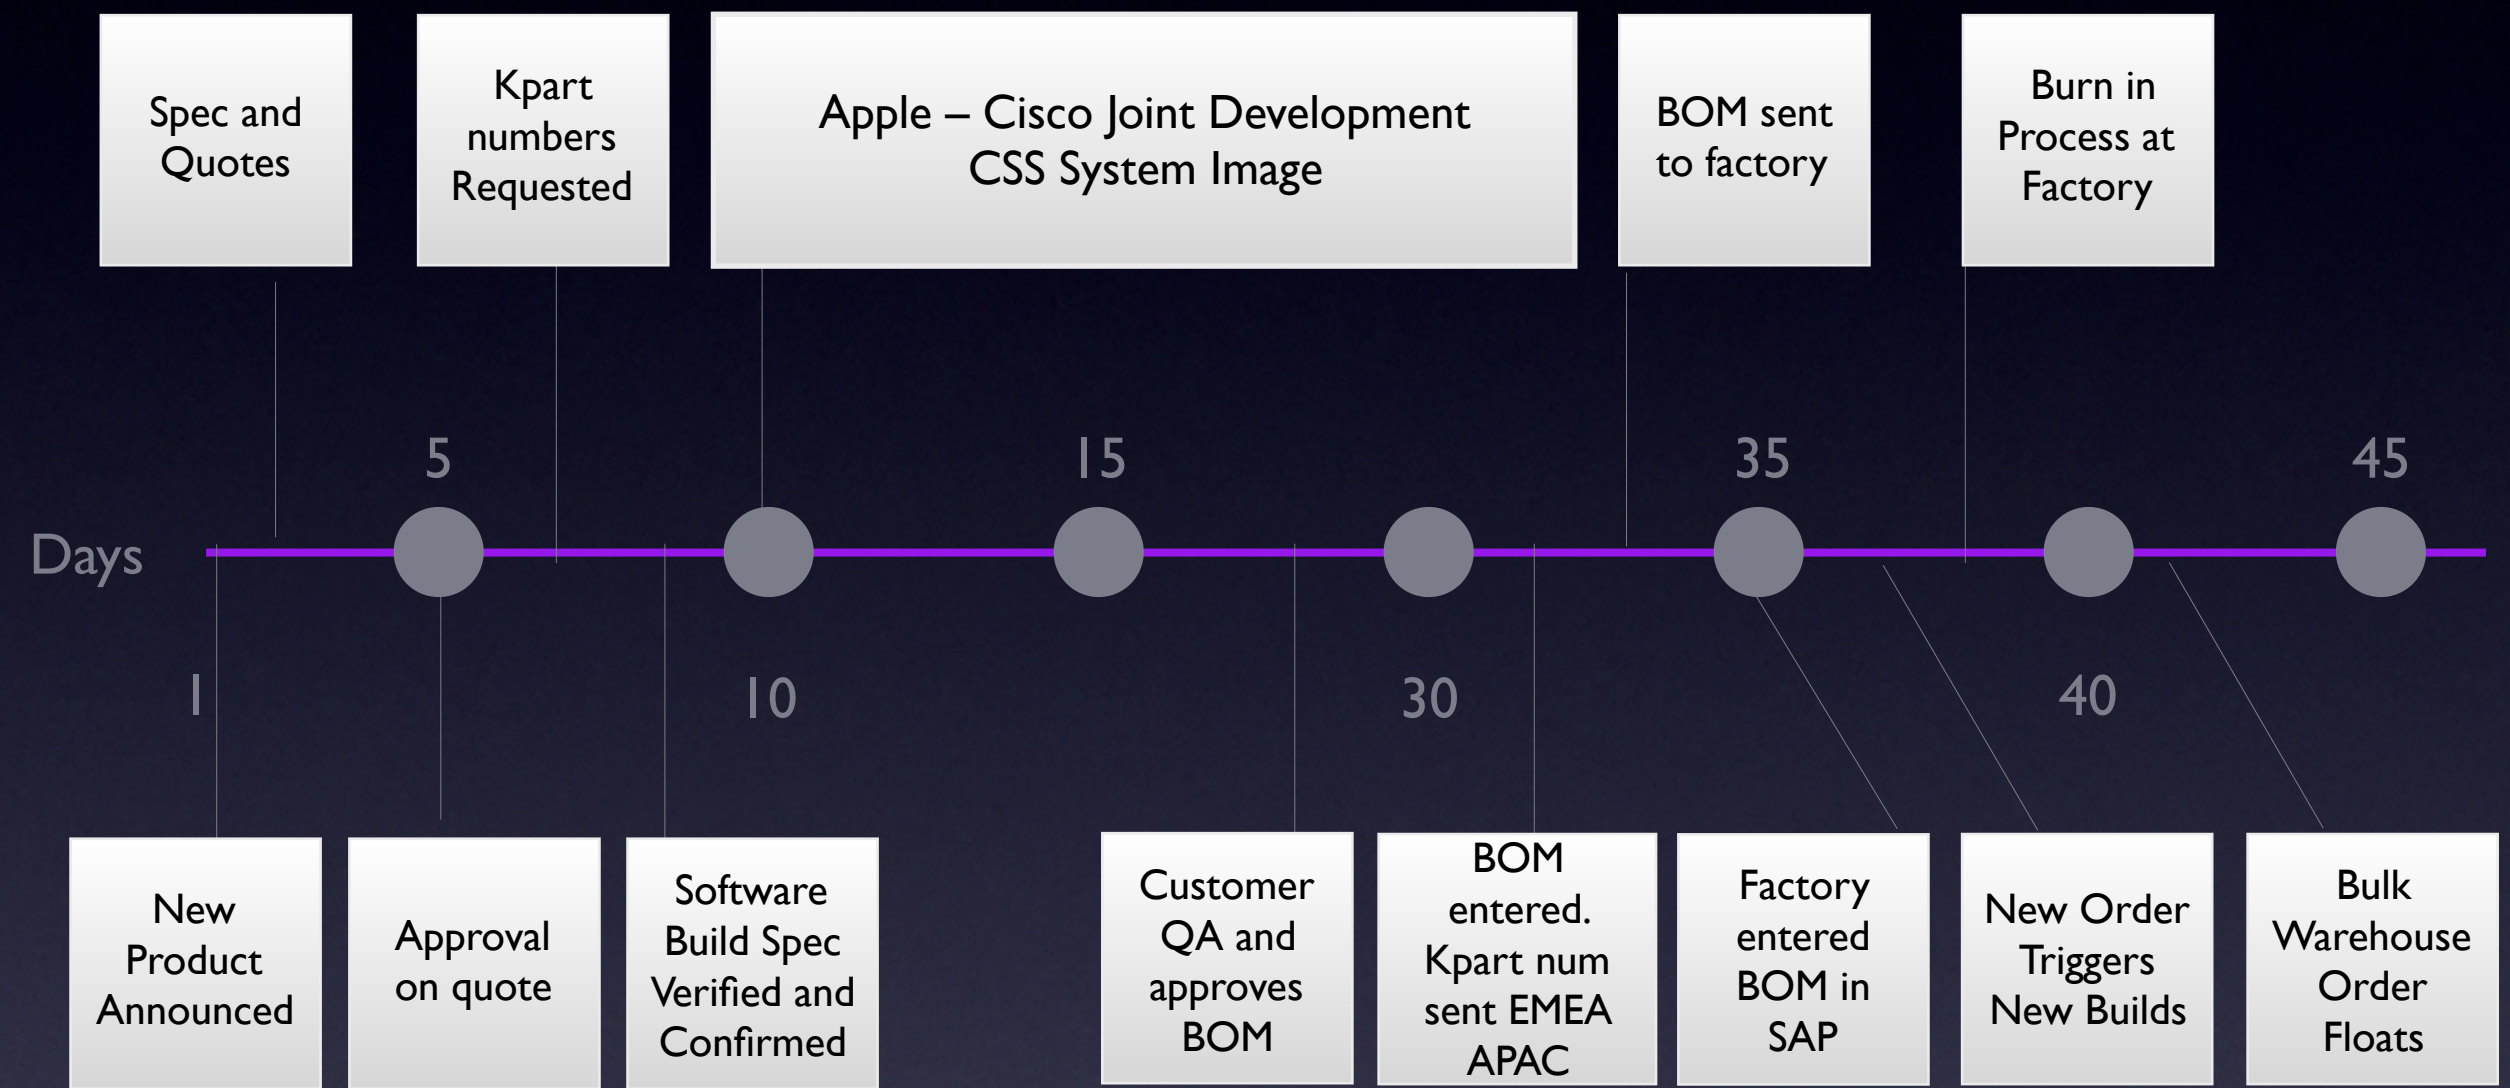 Spec and
Quotes
Kpart
numbers
Requested
Apple – Cisco Joint Development
CSS System Image
BOM sent
to factory
Burn in
Process at
Factory
5
15
35
45
Days
1
10
30
40
New
Product
Announced
Approval
on quote
Software
Build Spec
Verified and
Confirmed
Customer
QA and
approves
BOM
BOM
entered.
Kpart num
sent EMEA
APAC
Factory
entered
BOM in
SAP
New Order
Triggers
New Builds
Bulk
Warehouse
Order
Floats